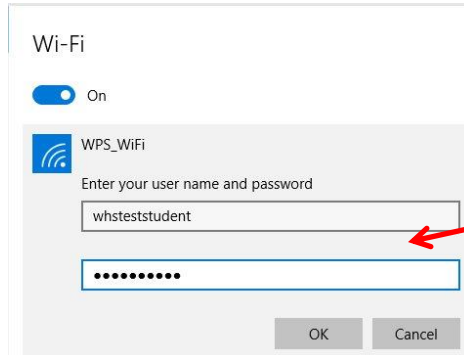 Wi-Fi
On
WPS_WiFi
Enter your user name and password
whsteststudent
••••••••••
OK Cancel